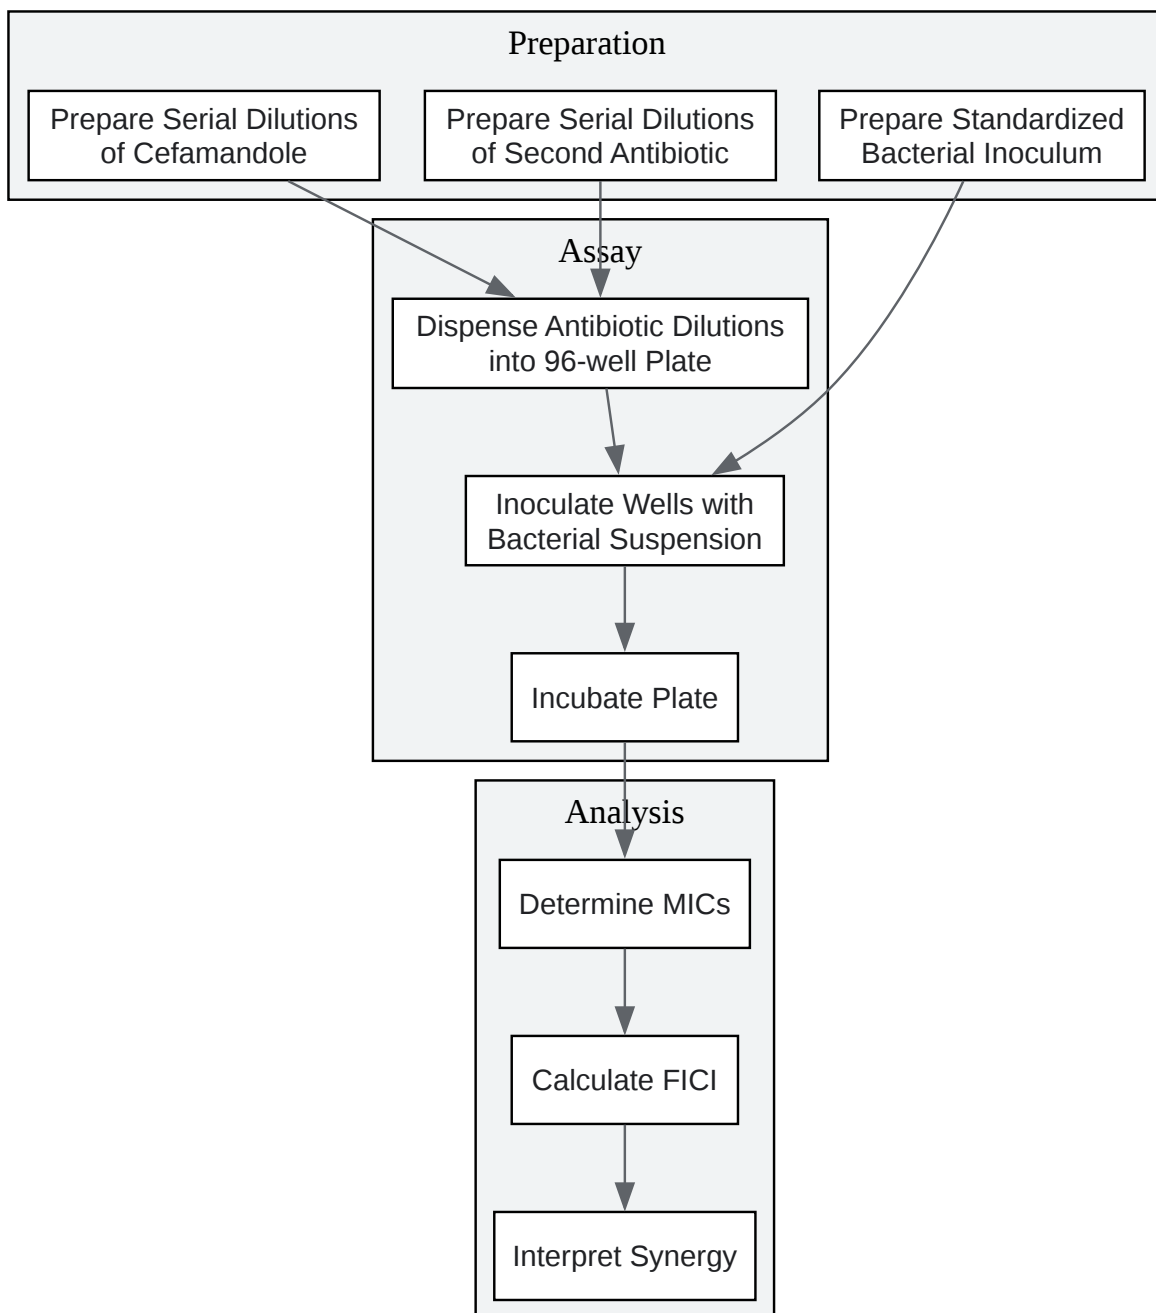 Preparation
Prepare Serial Dilutions
of Cefamandole
Prepare Serial Dilutions
of Second Antibiotic
Prepare Standardized
Bacterial Inoculum
Assay
Dispense Antibiotic Dilutions
into 96-well Plate
Inoculate Wells with
Bacterial Suspension
Incubate Plate
Analysis
Determine MICs
Calculate FICI
Interpret Synergy